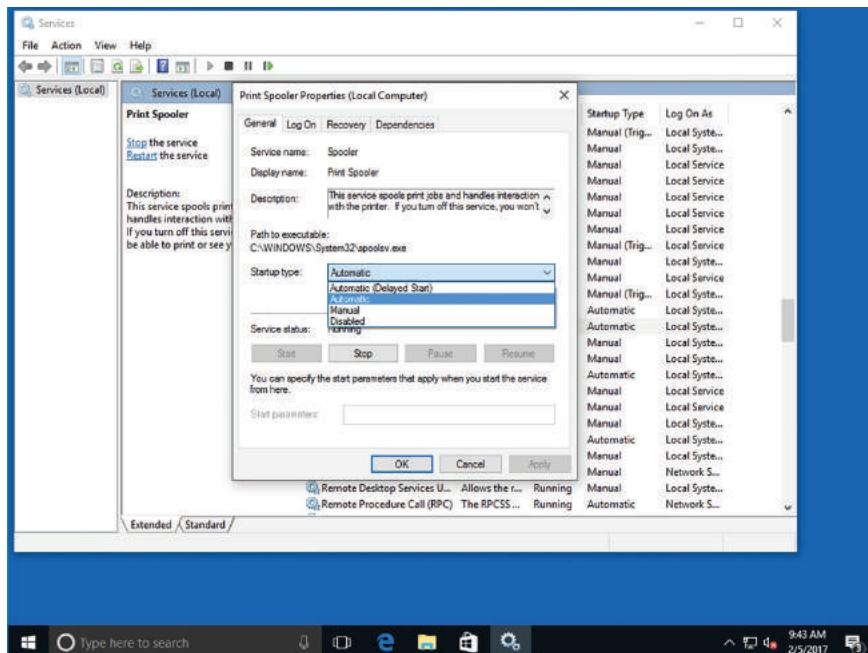 Services
File Action View Help
Services (Local)
Services (Local)
Print Spooler
Stop the service
Restart the service
Description:
This service spools print
handles interaction with
If you turn off this servi
be able to print or see y
Print Spooler Properties (Local Computer)
General Log On Recovery Dependencies
Service name: Spooler
Display name: Print Spooler
Description: This service spools print jobs and handles interaction
with the printer. If you turn off this service, you won't
Path to executable:
C:\WINDOWS\System32\spoolsv.exe
Startup type: Automatic
Automatic (Delayed Start)
Automatic
Manual
Disabled
Service status: Running
Start Stop Pause Resume
You can specify the start parameters that apply when you start the service
from here.
Start parameters:
OK Cancel Apply
Startup Type Log On As
Manual (Trig... Local Syste...
Manual Local Syste...
Manual Local Service
Manual Local Service
Manual Local Service
Manual Local Service
Manual Local Service
Manual (Trig... Local Service
Manual Local Syste...
Manual Local Service
Manual (Trig... Local Syste...
Automatic Local Syste...
Automatic Local Syste...
Manual Local Syste...
Manual Local Syste...
Automatic Local Syste...
Manual Local Service
Manual Local Service
Manual Local Syste...
Automatic Local Syste...
Manual Local Syste...
Manual Network S...
Remote Desktop Services U... Allows the r... Running Manual Local Syste...
Remote Procedure Call (RPC) The RPCSS ... Running Automatic Network S...
Extended Standard
Type here to search
9:43 AM
2/5/2017